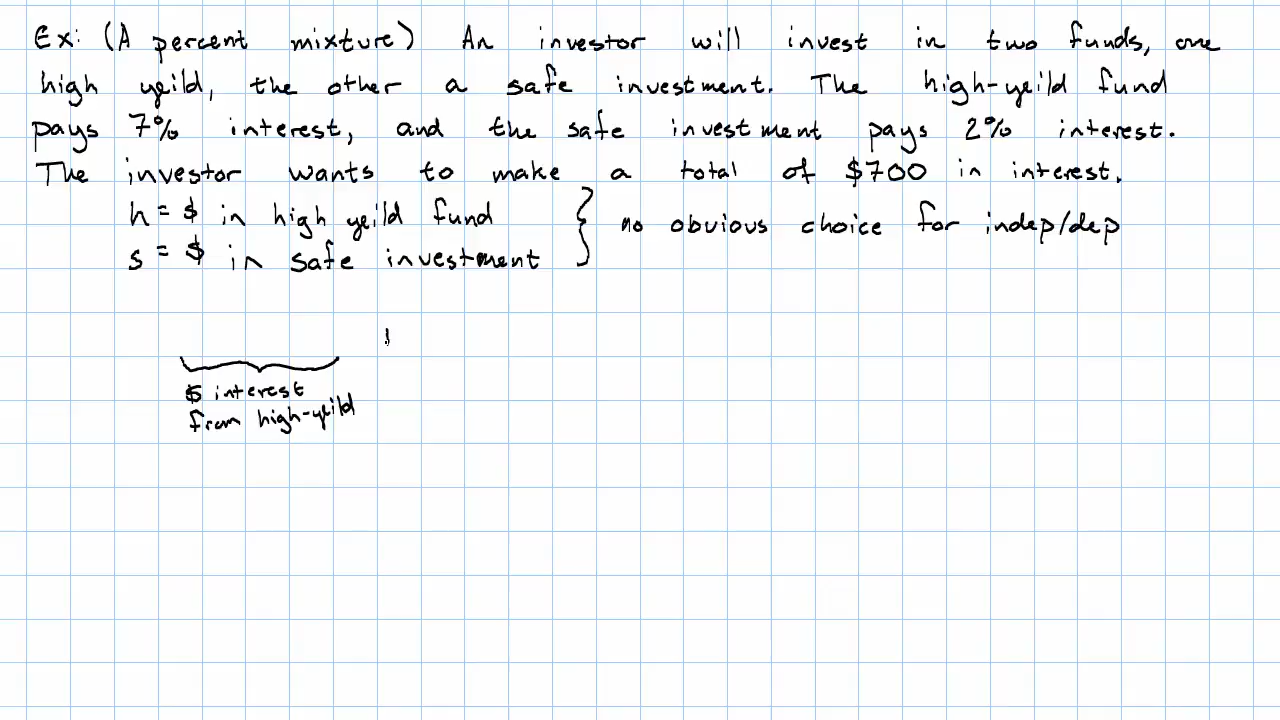 Ex: (A percent mixture) An investor will invest in two funds, one
high yeild, the other a safe investment. The high-yeild fund
pays 7% interest, and the safe investment pays 2% interest.
The investor wants to make a total of $700 in interest.
h = $ in high yeild fund
s = $ in safe investment
} no obvious choice for indep/dep
$ interest
from high-yeild